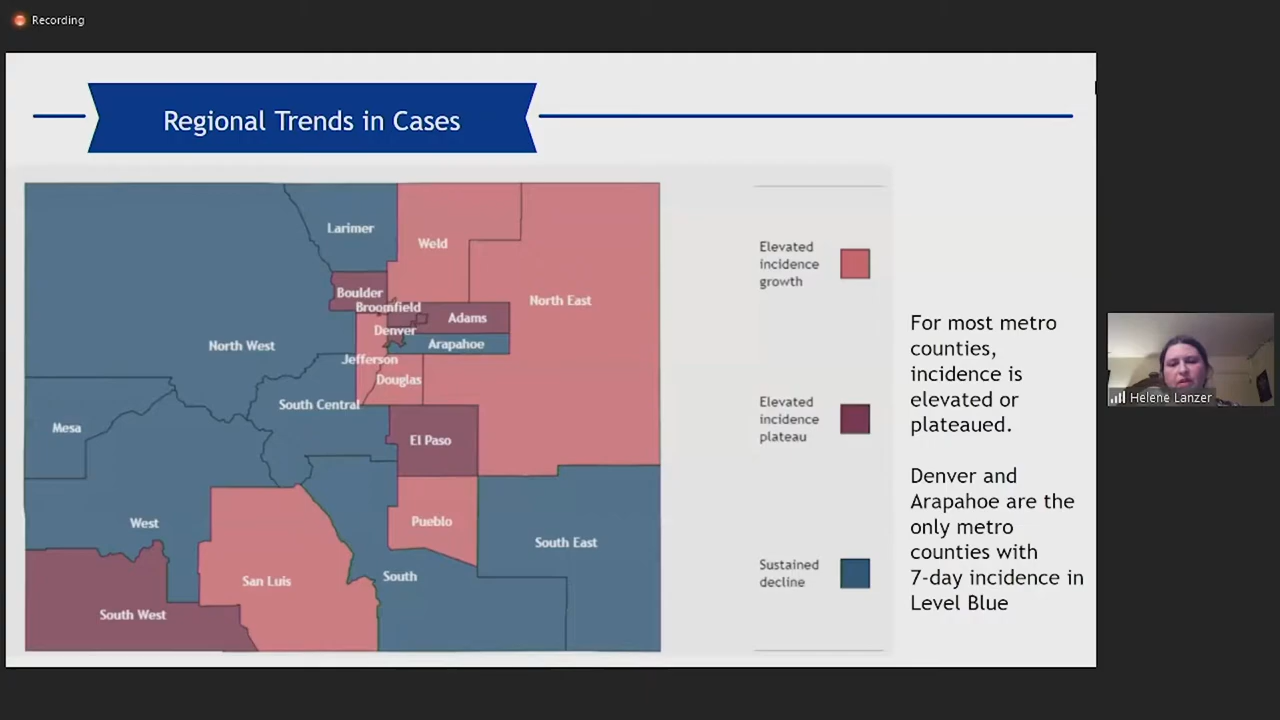 Recording
Regional Trends in Cases
Larimer
Weld
Boulder
North East
Broomfield
Adams
Denver
Arapahoe
North West
Jefferson
Douglas
South Central
Mesa
El Paso
West
Pueblo
South East
San Luis
South
South West
Elevated
incidence
growth
Elevated
incidence
plateau
Sustained
decline
For most metro
counties,
incidence is
elevated or
plateaued.
Denver and
Arapahoe are the
only metro
counties with
7-day incidence in
Level Blue
Helene Lanzer